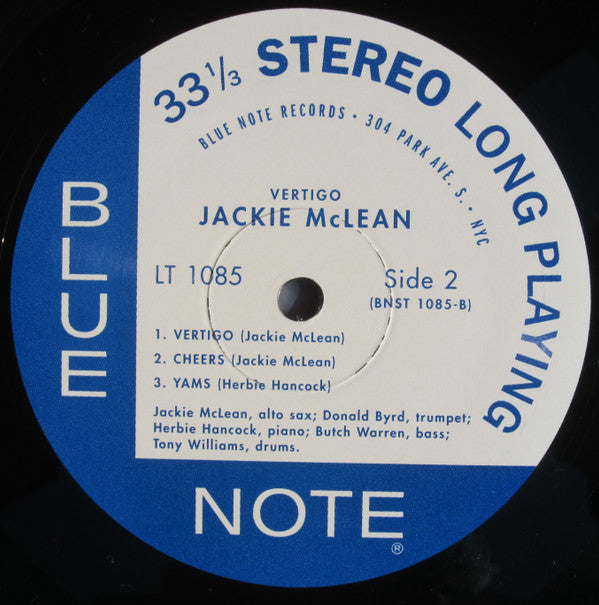 33⅓ STEREO LONG PLAYING
BLUE NOTE RECORDS • 304 PARK AVE. S. • NYC
VERTIGO
JACKIE McLEAN
LT 1085
Side 2
(BNST 1085-B)
1. VERTIGO (Jackie McLean)
2. CHEERS (Jackie McLean)
3. YAMS (Herbie Hancock)
Jackie McLean, alto sax; Donald Byrd, trumpet;
Herbie Hancock, piano; Butch Warren, bass;
Tony Williams, drums.
BLUE
NOTE®